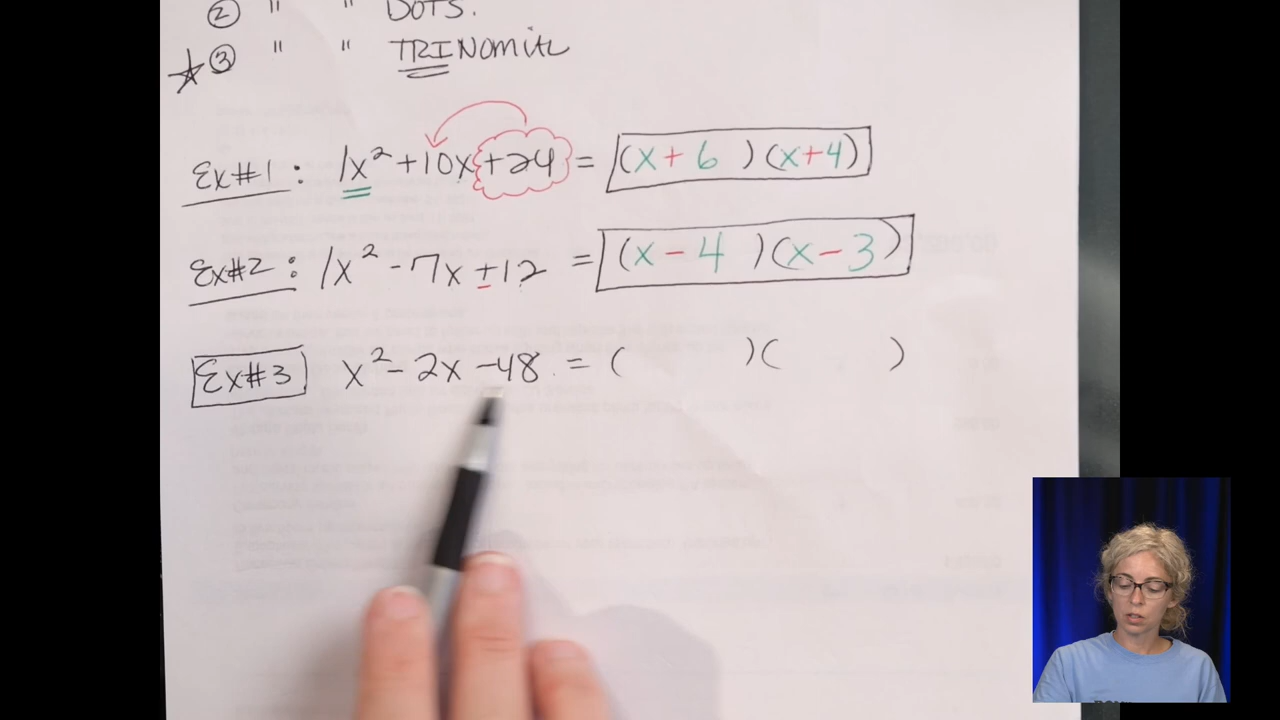 ② " " DOTS.
☆③ " " TRINomiAL
Ex#1: 1x² +10x +24 = (x+6)(x+4)
Ex#2: 1x² -7x +12 = (x-4)(x-3)
Ex#3 x² - 2x -48 = ( )( )